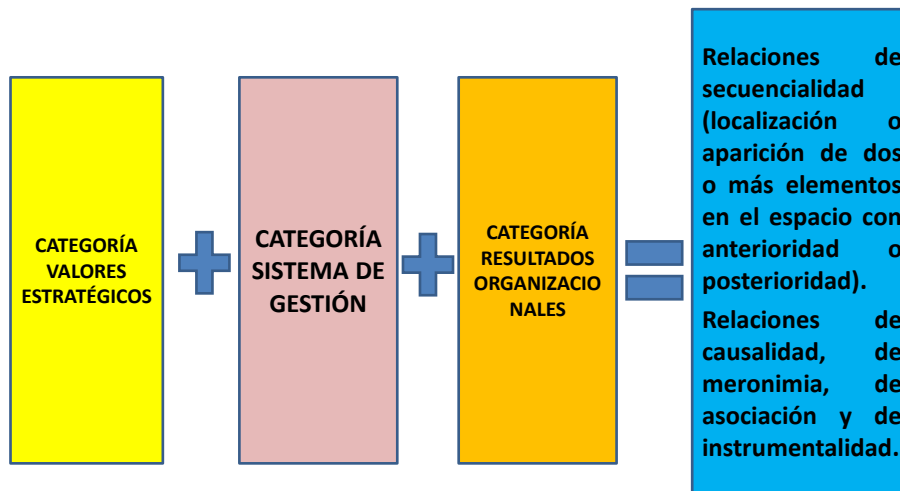 CATEGORÍA
VALORES
ESTRATÉGICOS
CATEGORÍA
SISTEMA DE
GESTIÓN
CATEGORÍA
RESULTADOS
ORGANIZACIO
NALES
Relaciones de
secuencialidad
(localización o
aparición de dos
o más elementos
en el espacio con
anterioridad o
posterioridad).
Relaciones de
causalidad, de
meronimia, de
asociación y de
instrumentalidad.